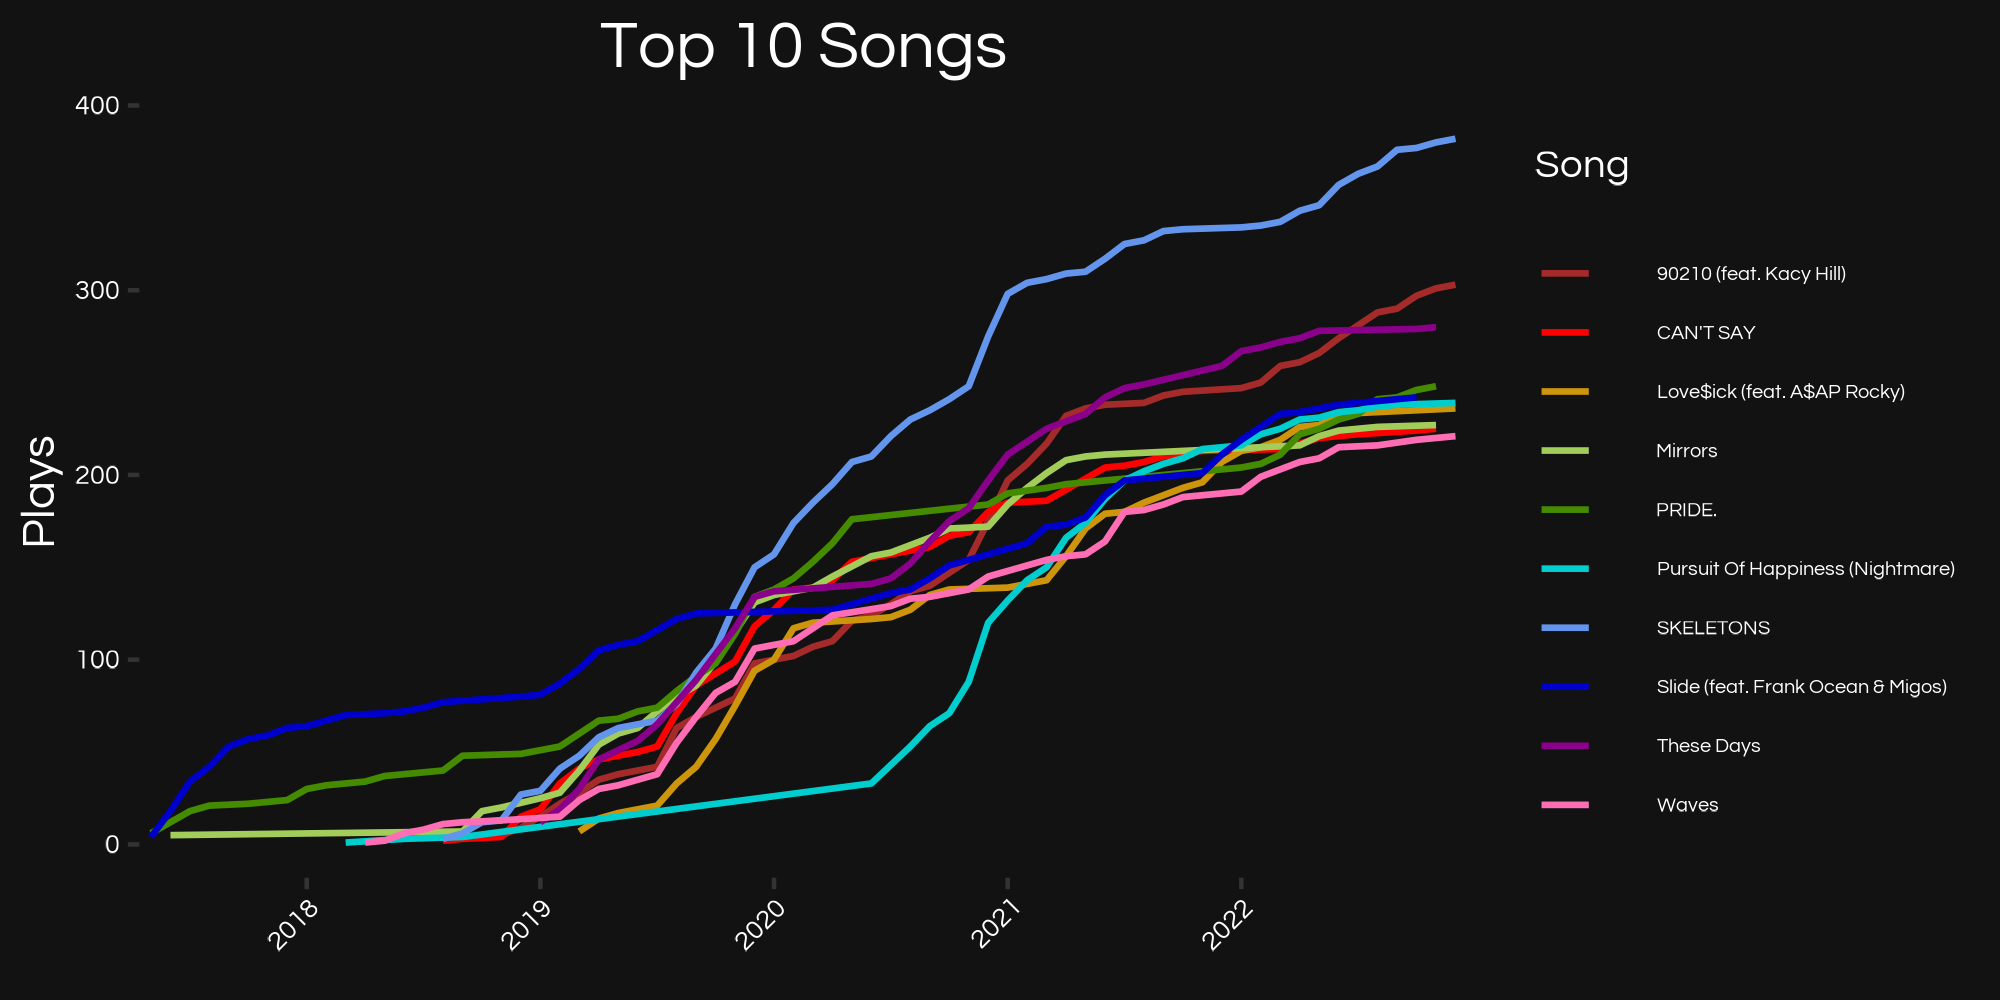 Top 10 Songs
Plays
400
300
200
100
0
2018
2019
2020
2021
2022
Song
90210 (feat. Kacy Hill)
CAN'T SAY
Love$ick (feat. A$AP Rocky)
Mirrors
PRIDE.
Pursuit Of Happiness (Nightmare)
SKELETONS
Slide (feat. Frank Ocean & Migos)
These Days
Waves